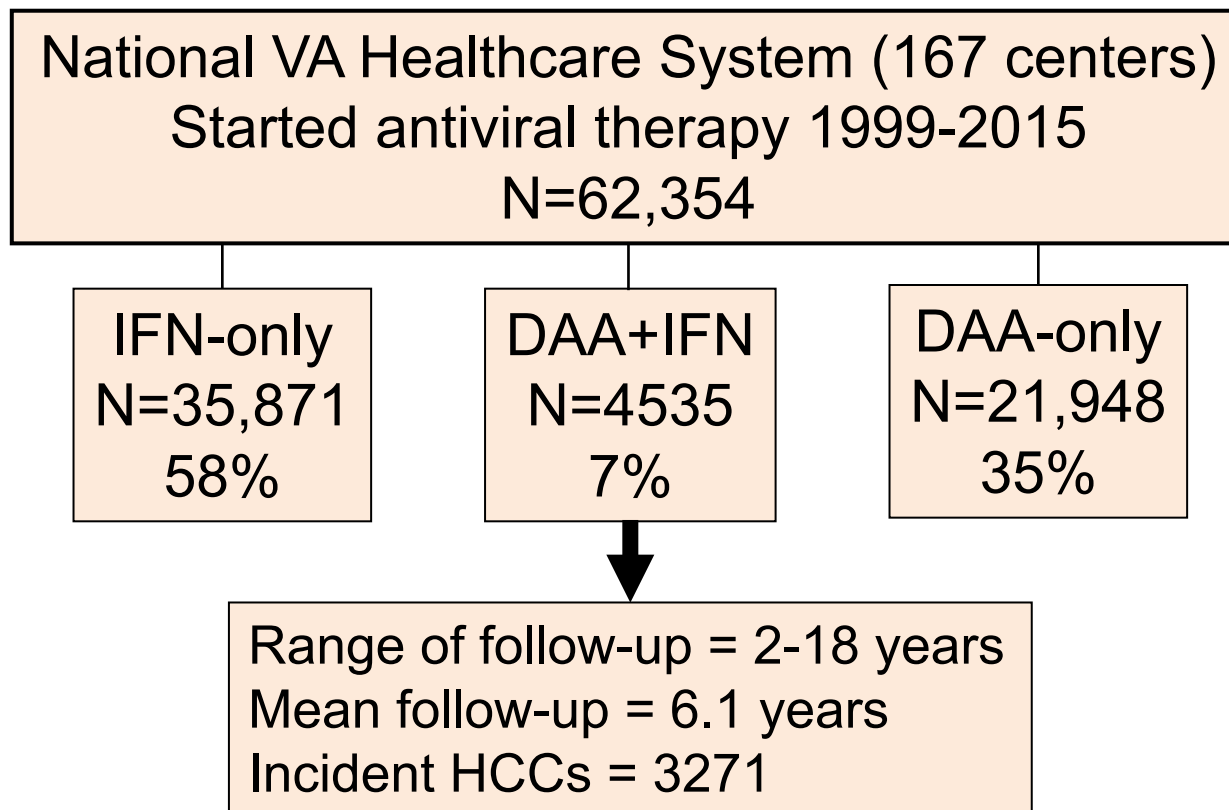 National VA Healthcare System (167 centers)
Started antiviral therapy 1999-2015
N=62,354
IFN-only
N=35,871
58%
DAA+IFN
N=4535
7%
DAA-only
N=21,948
35%
Range of follow-up = 2-18 years
Mean follow-up = 6.1 years
Incident HCCs = 3271